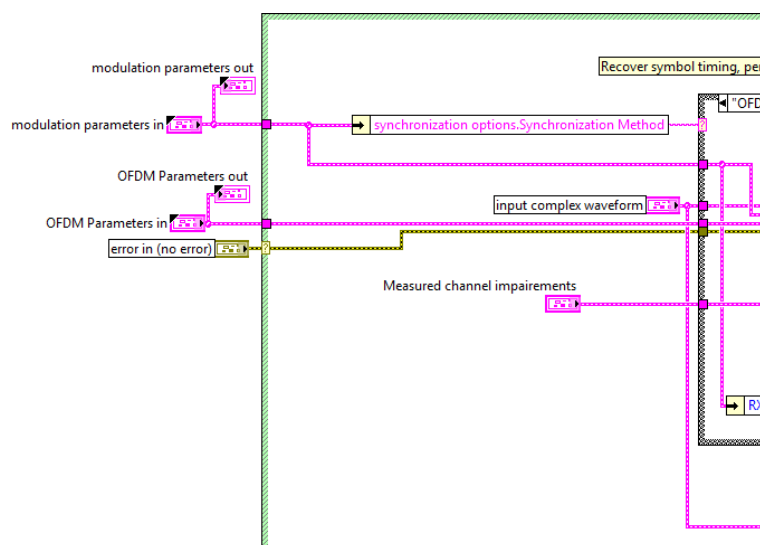 modulation parameters out
Recover symbol timing, per
"OFD
modulation parameters in
synchronization options.Synchronization Method
?
OFDM Parameters out
input complex waveform
OFDM Parameters in
error in (no error)
?
Measured channel impairements
RX